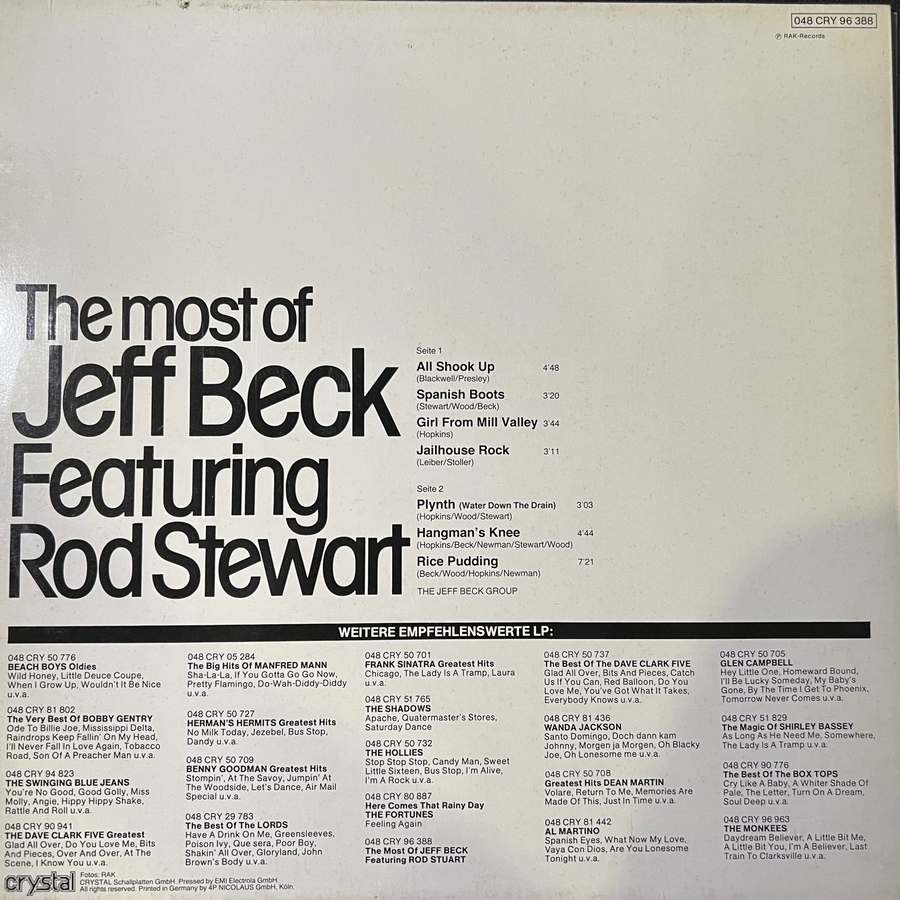 048 CRY 96 388
℗ RAK-Records
The most of
Jeff Beck
Featuring
Rod Stewart
Seite 1
All Shook Up 4'48
(Blackwell/Presley)
Spanish Boots 3'20
(Stewart/Wood/Beck)
Girl From Mill Valley 3'44
(Hopkins)
Jailhouse Rock 3'11
(Leiber/Stoller)
Seite 2
Plynth (Water Down The Drain) 3'03
(Hopkins/Wood/Stewart)
Hangman's Knee 4'44
(Hopkins/Beck/Newman/Stewart/Wood)
Rice Pudding 7'21
(Beck/Wood/Hopkins/Newman)
THE JEFF BECK GROUP
WEITERE EMPFEHLENSWERTE LP:
048 CRY 50 776
BEACH BOYS Oldies
Wild Honey, Little Deuce Coupe,
When I Grow Up, Wouldn't It Be Nice
u.v.a.
048 CRY 81 802
The Very Best Of BOBBY GENTRY
Ode To Billie Joe, Mississippi Delta,
Raindrops Keep Fallin' On My Head,
I'll Never Fall In Love Again, Tobacco
Road, Son Of A Preacher Man u.v.a.
048 CRY 94 823
THE SWINGING BLUE JEANS
You're No Good, Good Golly, Miss
Molly, Angie, Hippy Hippy Shake,
Rattle And Roll u.v.a.
048 CRY 90 941
THE DAVE CLARK FIVE Greatest
Glad All Over, Do You Love Me, Bits
And Pieces, Over And Over, At The
Scene, I Know You u.v.a.
048 CRY 05 284
The Big Hits Of MANFRED MANN
Sha-La-La, If You Gotta Go Go Now,
Pretty Flamingo, Do-Wah-Diddy-Diddy
u.v.a.
048 CRY 50 727
HERMAN'S HERMITS Greatest Hits
No Milk Today, Jezebel, Bus Stop,
Dandy u.v.a.
048 CRY 50 709
BENNY GOODMAN Greatest Hits
Stompin', At The Savoy, Jumpin' At
The Woodside, Let's Dance, Air Mail
Special u.v.a.
048 CRY 29 783
The Best Of The LORDS
Have A Drink On Me, Greensleeves,
Poison Ivy, Que sera, Poor Boy,
Shakin' All Over, Gloryland, John
Brown's Body u.v.a.
048 CRY 50 701
FRANK SINATRA Greatest Hits
Chicago, The Lady Is A Tramp, Laura
u.v.a.
048 CRY 51 765
THE SHADOWS
Apache, Quatermaster's Stores,
Saturday Dance
048 CRY 50 732
THE HOLLIES
Stop Stop Stop, Candy Man, Sweet
Little Sixteen, Bus Stop, I'm Alive,
I'm A Rock u.v.a.
048 CRY 80 887
Here Comes That Rainy Day
THE FORTUNES
Feeling Again
048 CRY 96 388
The Most Of JEFF BECK
Featuring ROD STUART
048 CRY 50 737
The Best Of The DAVE CLARK FIVE
Glad All Over, Bits And Pieces, Catch
Us If You Can, Red Balloon, Do You
Love Me, You've Got What It Takes,
Everybody Knows u.v.a.
048 CRY 81 436
WANDA JACKSON
Santo Domingo, Doch dann kam
Johnny, Morgen ja Morgen, Oh Blacky
Joe, Oh Lonesome me u.v.a.
048 CRY 50 708
Greatest Hits DEAN MARTIN
Volare, Return To Me, Memories Are
Made Of This, Just In Time u.v.a.
048 CRY 81 442
AL MARTINO
Spanish Eyes, What Now My Love,
Vaya Con Dios, Are You Lonesome
Tonight u.v.a.
048 CRY 50 705
GLEN CAMPBELL
Hey Little One, Homeward Bound,
I'll Be Lucky Someday, My Baby's
Gone, By The Time I Get To Phoenix,
Tomorrow Never Comes u.v.a.
048 CRY 51 829
The Magic Of SHIRLEY BASSEY
As Long As He Need Me, Somewhere,
The Lady Is A Tramp u.v.a.
048 CRY 90 776
The Best Of The BOX TOPS
Cry Like A Baby, A Whiter Shade Of
Pale, The Letter, Turn On A Dream,
Soul Deep u.v.a.
048 CRY 96 963
THE MONKEES
Daydream Believer, A Little Bit Me,
A Little Bit You, I'm A Believer, Last
Train To Clarksville u.v.a.
crystal
Fotos: RAK
CRYSTAL Schallplatten GmbH. Pressed by EMI Electrola GmbH.
All rights reserved. Printed in Germany by 4P NICOLAUS GmbH, Köln.